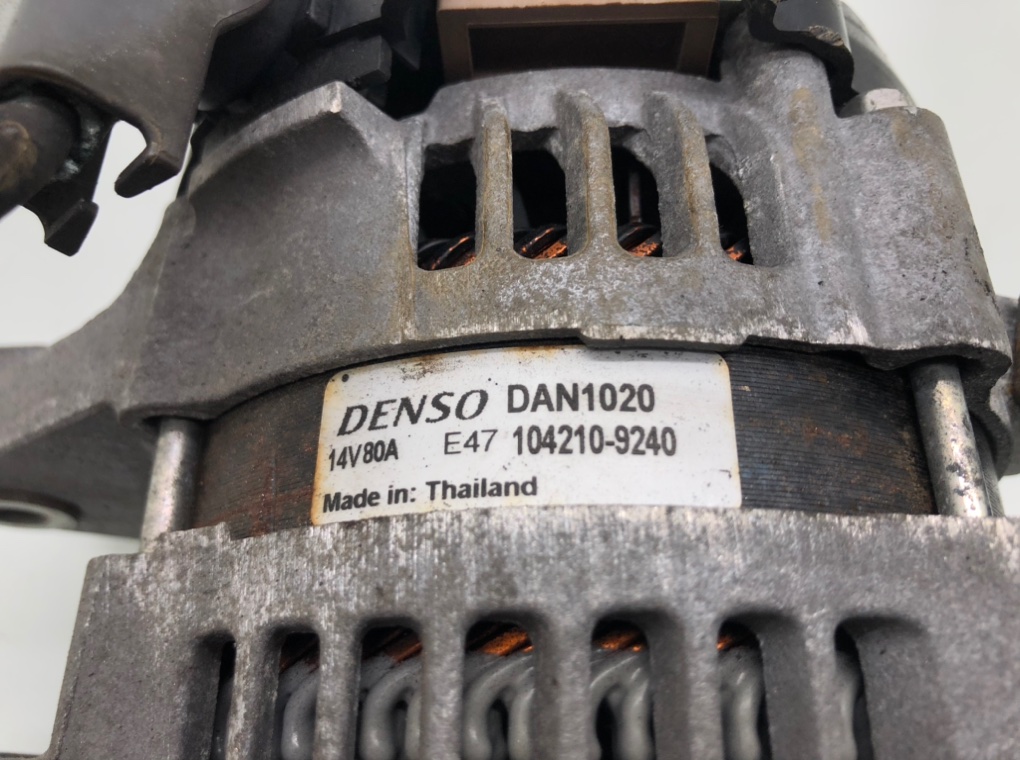 DENSO DAN1020
14V80A E47 104210-9240
Made in: Thailand